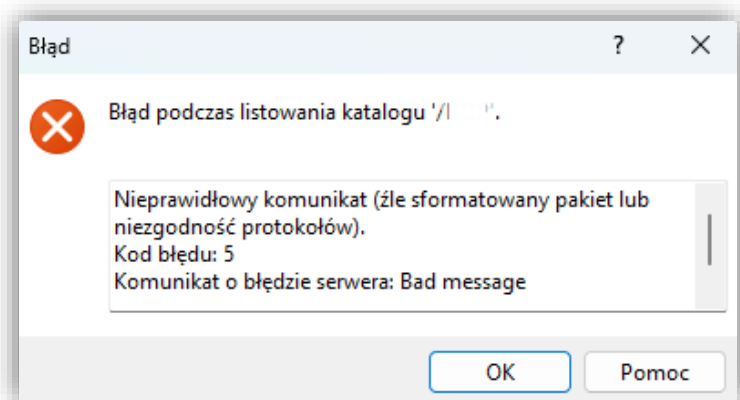 Błąd
Błąd podczas listowania katalogu '/
Nieprawidłowy komunikat (źle sformatowany pakiet lub
niezgodność protokołów).
Kod błędu: 5
Komunikat o błędzie serwera: Bad message
OK
Pomoc